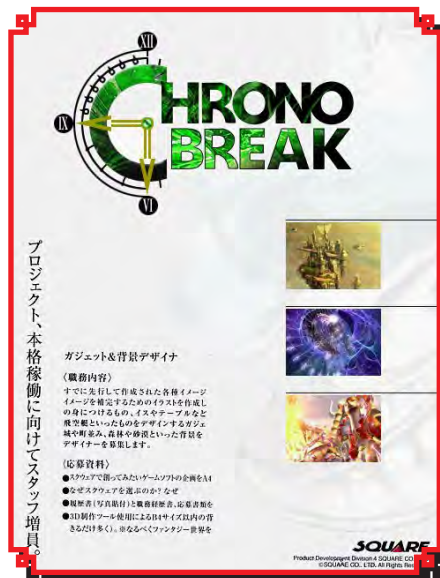 XII
IX
VI
CHRONO
BREAK
プロジェクト、本格稼働に向けてスタッフ増員。
ガジェット&背景デザイナ
〈職務内容〉
すでに先行して作成された各種イメージ
イメージを補完するためのイラストを作成し
の身につけるもの、イスやテーブルなど
飛空艇といったものをデザインするガジェ
城や町並み、森林や砂漠といった背景を
デザイナーを募集します。
〈応募資料〉
●スクウェアで創ってみたいゲームソフトの企画をA4
●なぜスクウェアを選ぶのか?なぜ
●履歴書(写真貼付)と職務経歴書、応募書類を
●3D制作ツール使用によるB4サイズ以内の背
きるだけ多く)。※なるべくファンタジー世界を
SQUARE
Product Development Division 4 SQUARE CO
©SQUARE CO., LTD. All Rights Res